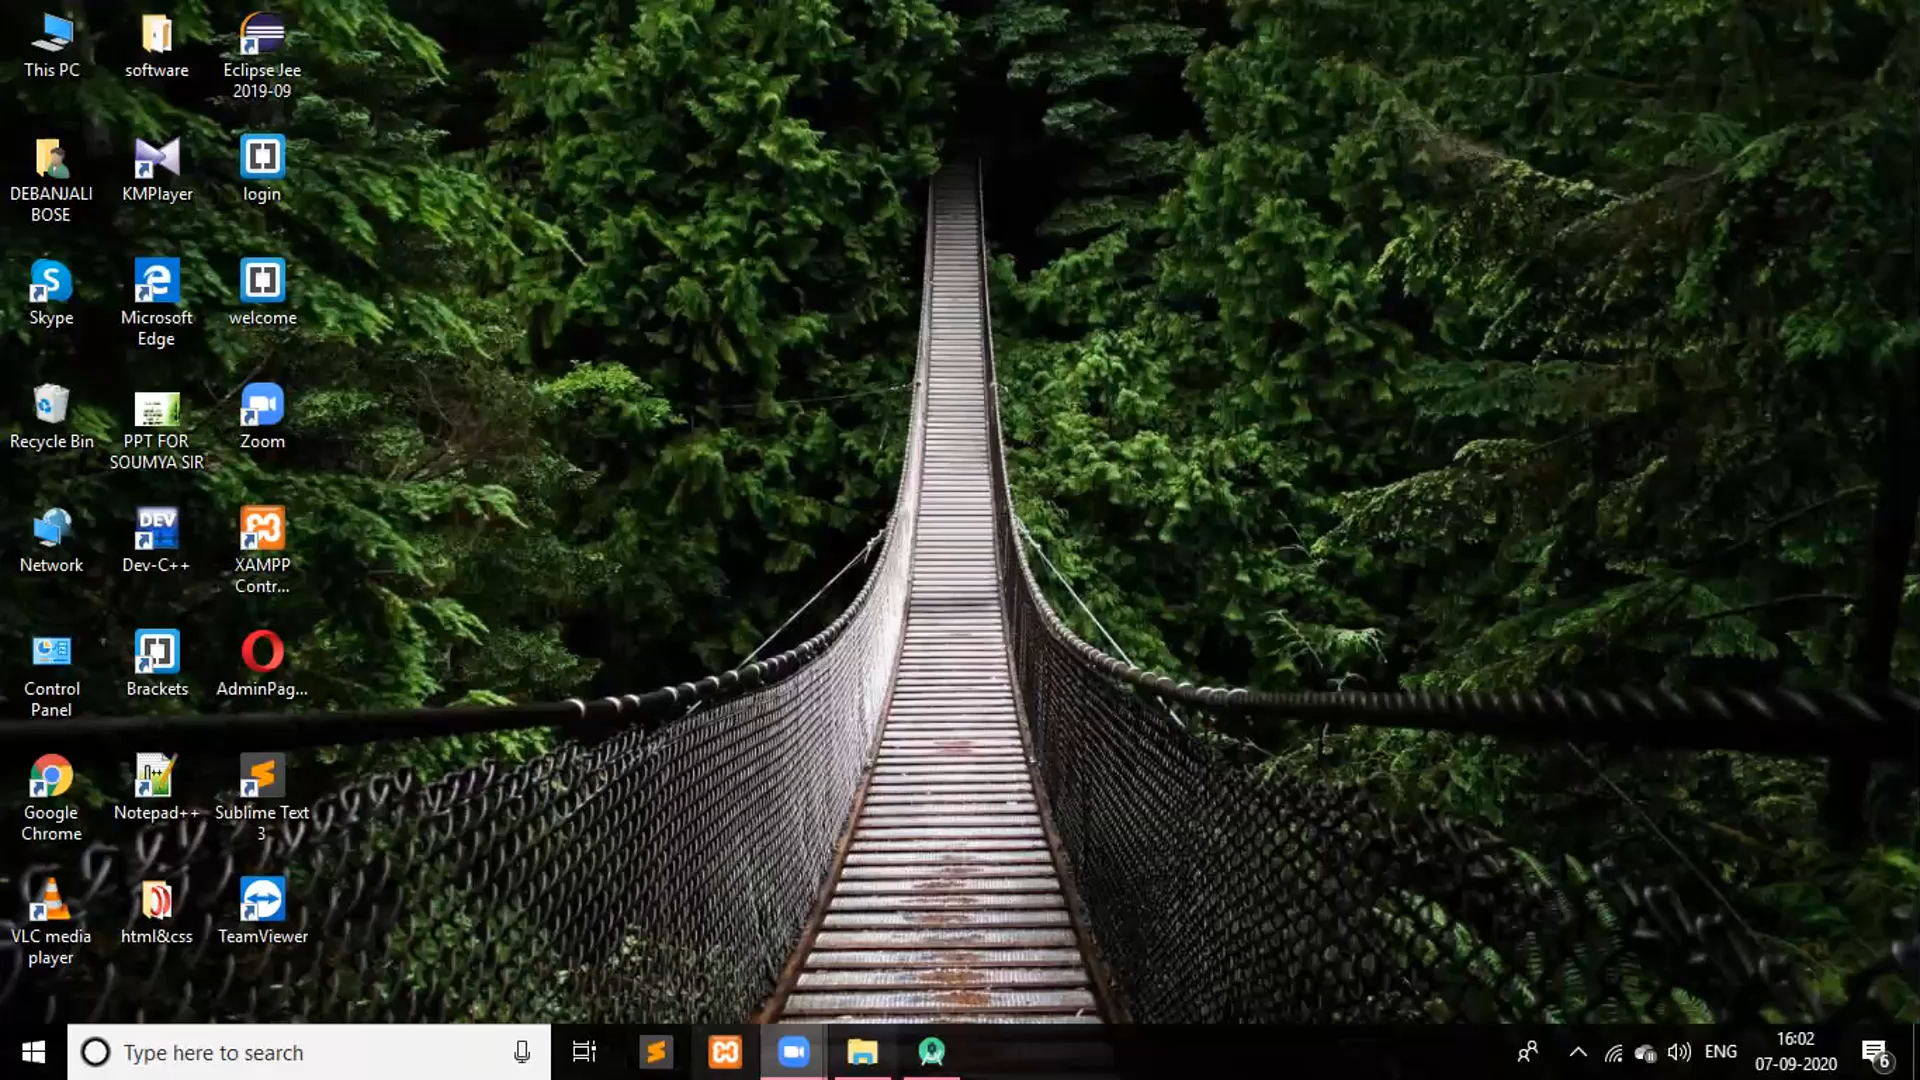 This PC
software
Eclipse Jee
2019-09
DEBANJALI
BOSE
KMPlayer
login
Skype
Microsoft
Edge
welcome
Recycle Bin
PPT FOR
SOUMYA SIR
Zoom
Network
DEV
Dev-C++
XAMPP
Contr...
Control
Panel
Brackets
AdminPag...
Google
Chrome
Notepad++
Sublime Text
3
VLC media
player
html&css
TeamViewer
Type here to search
ENG
16:02
07-09-2020
6